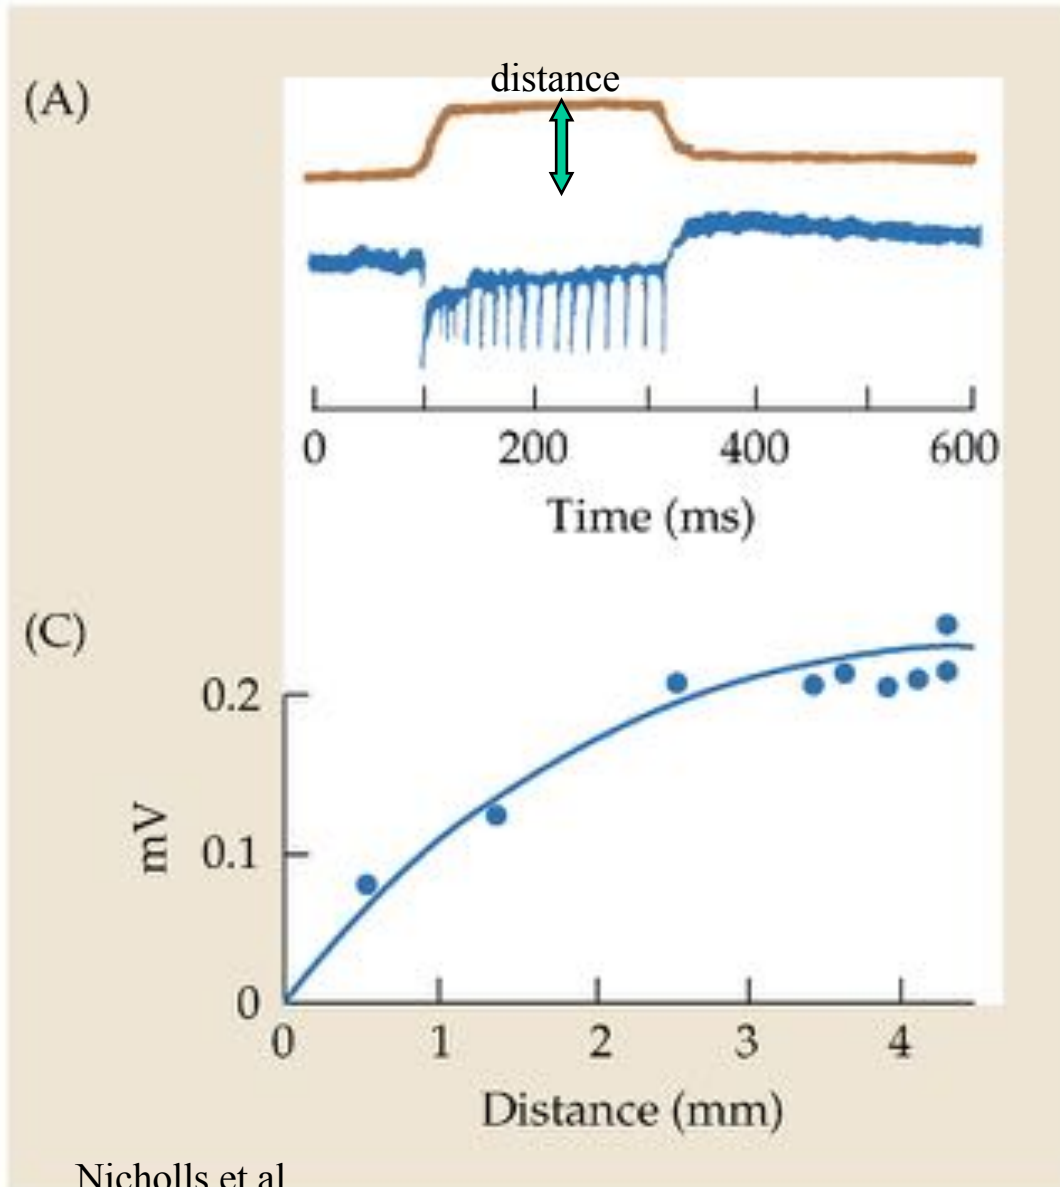 (A)
distance
0 200 400 600
Time (ms)
(C)
0.2
mV
0.1
0
0 1 2 3 4
Distance (mm)
Nicholls et al